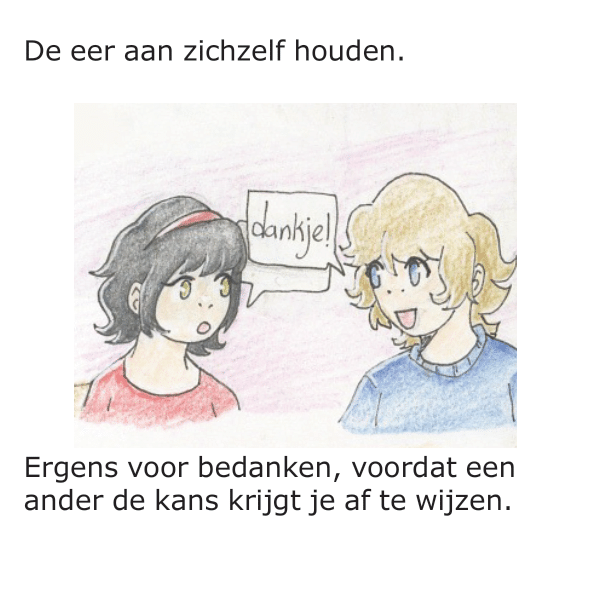 De eer aan zichzelf houden.
dankje!
Ergens voor bedanken, voordat een
ander de kans krijgt je af te wijzen.